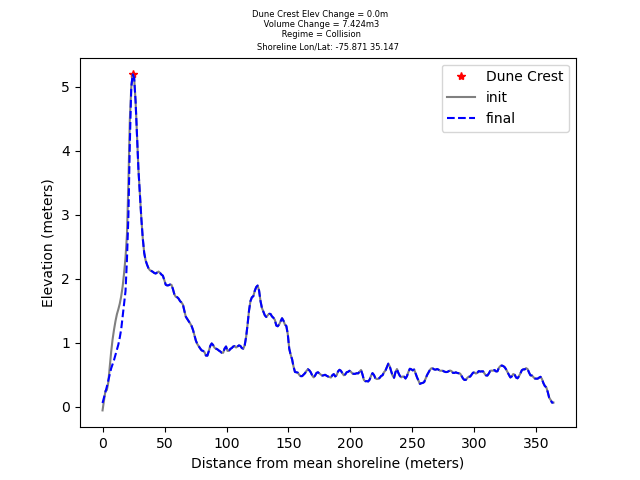 Dune Crest Elev Change = 0.0m
Volume Change = 7.424m3
Regime = Collision
Shoreline Lon/Lat: -75.871 35.147
Dune Crest
init
final
5
4
3
2
1
0
Elevation (meters)
0 50 100 150 200 250 300 350
Distance from mean shoreline (meters)